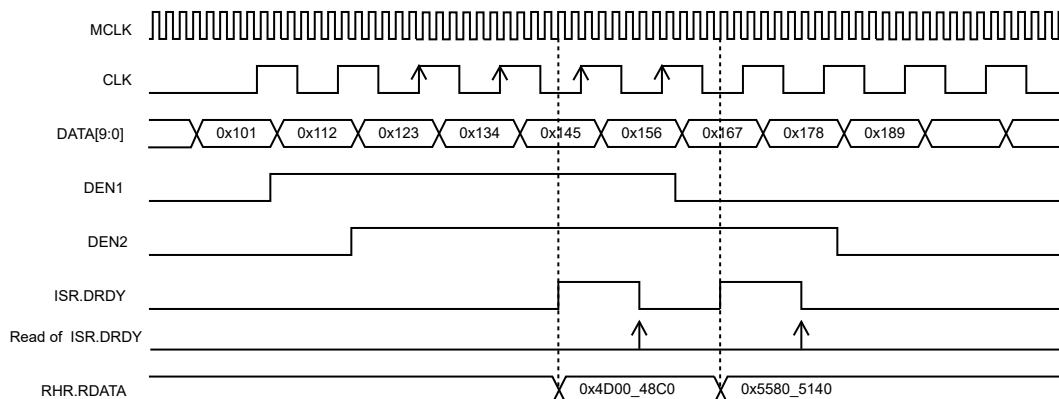 MCLK
CLK
DATA[9:0] 0x101 0x112 0x123 0x134 0x145 0x156 0x167 0x178 0x189
DEN1
DEN2
ISR.DRDY
Read of ISR.DRDY
RHR.RDATA 0x4D00_48C0 0x5580_5140